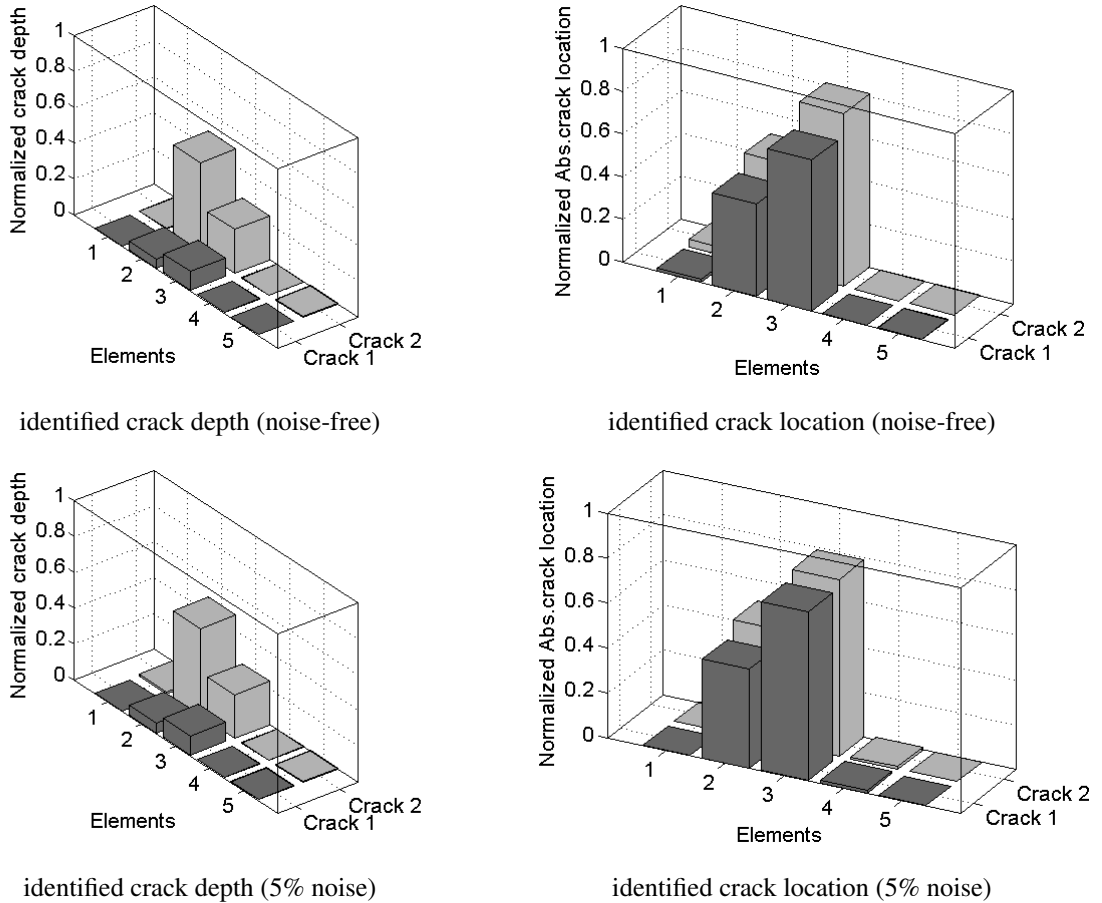 Normalized crack depth
1
0.8
0.6
0.4
0.2
0
1
2
3
4
5
Elements
Crack 1
Crack 2
Normalized Abs.crack location
1
0.8
0.6
0.4
0.2
0
1
2
3
4
5
Elements
Crack 1
Crack 2
identified crack depth (noise-free)
identified crack location (noise-free)
Normalized crack depth
1
0.8
0.6
0.4
0.2
0
1
2
3
4
5
Elements
Crack 1
Crack 2
Normalized Abs.crack location
1
0.8
0.6
0.4
0.2
0
1
2
3
4
5
Elements
Crack 1
Crack 2
identified crack depth (5% noise)
identified crack location (5% noise)